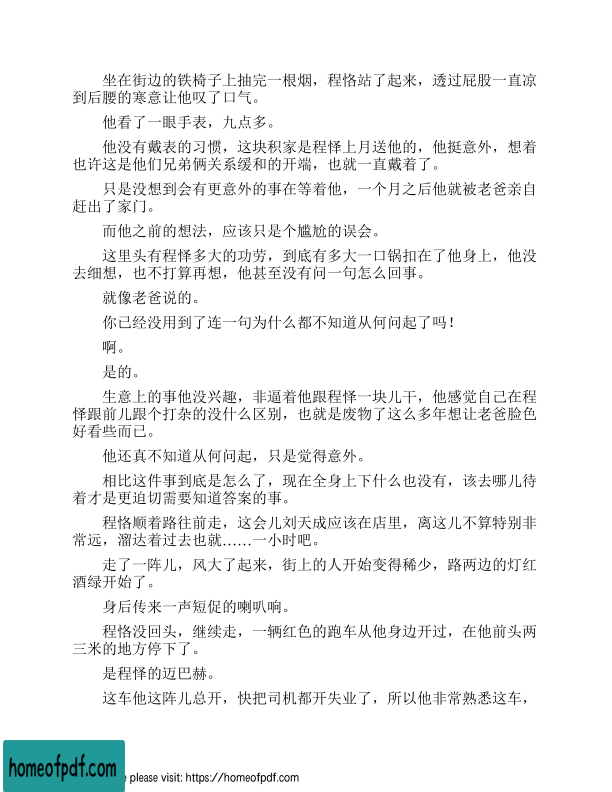 坐在街边的铁椅子上抽完一根烟，程恪站了起来，透过屁股一直凉
到后腰的寒意让他叹了口气。
他看了一眼手表，九点多。
他没有戴表的习惯，这块积家是程怿上月送他的，他挺意外，想着
也许这是他们兄弟俩关系缓和的开端，也就一直戴着了。
只是没想到会有更意外的事在等着他，一个月之后他就被老爸亲自
赶出了家门。
而他之前的想法，应该只是个尴尬的误会。
这里头有程怿多大的功劳，到底有多大一口锅扣在了他身上，他没
去细想，也不打算再想，他甚至没有问一句怎么回事。
就像老爸说的。
你已经没用到了连一句为什么都不知道从何问起了吗！
啊。
是的。
生意上的事他没兴趣，非逼着他跟程怿一块儿干，他感觉自己在程
怿跟前儿跟个打杂的没什么区别，也就是废物了这么多年想让老爸脸色
好看些而已。
他还真不知道从何问起，只是觉得意外。
相比这件事到底是怎么了，现在全身上下什么也没有，该去哪儿待
着才是更迫切需要知道答案的事。
程恪顺着路往前走，这会儿刘天成应该在店里，离这儿不算特别非
常远，溜达着过去也就……一小时吧。
走了一阵儿，风大了起来，街上的人开始变得稀少，路两边的灯红
酒绿开始了。
身后传来一声短促的喇叭响。
程恪没回头，继续走，一辆红色的跑车从他身边开过，在他前头两
三米的地方停下了。
是程怿的迈巴赫。
这车他这阵儿总开，快把司机都开失业了，所以他非常熟悉这车，
homeofpdf.com
e please visit: https://homeofpdf.com